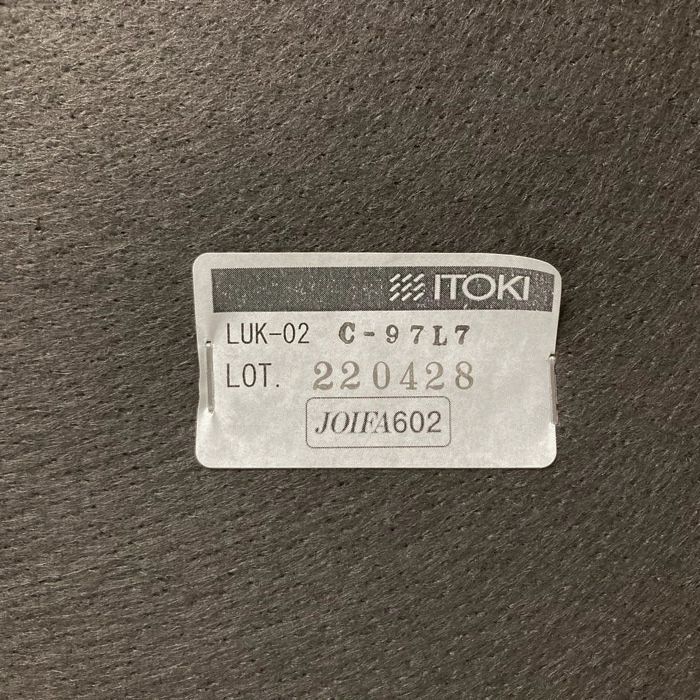 ITOKI
LUK-02 C-97L7
LOT. 220428
JOIFA602